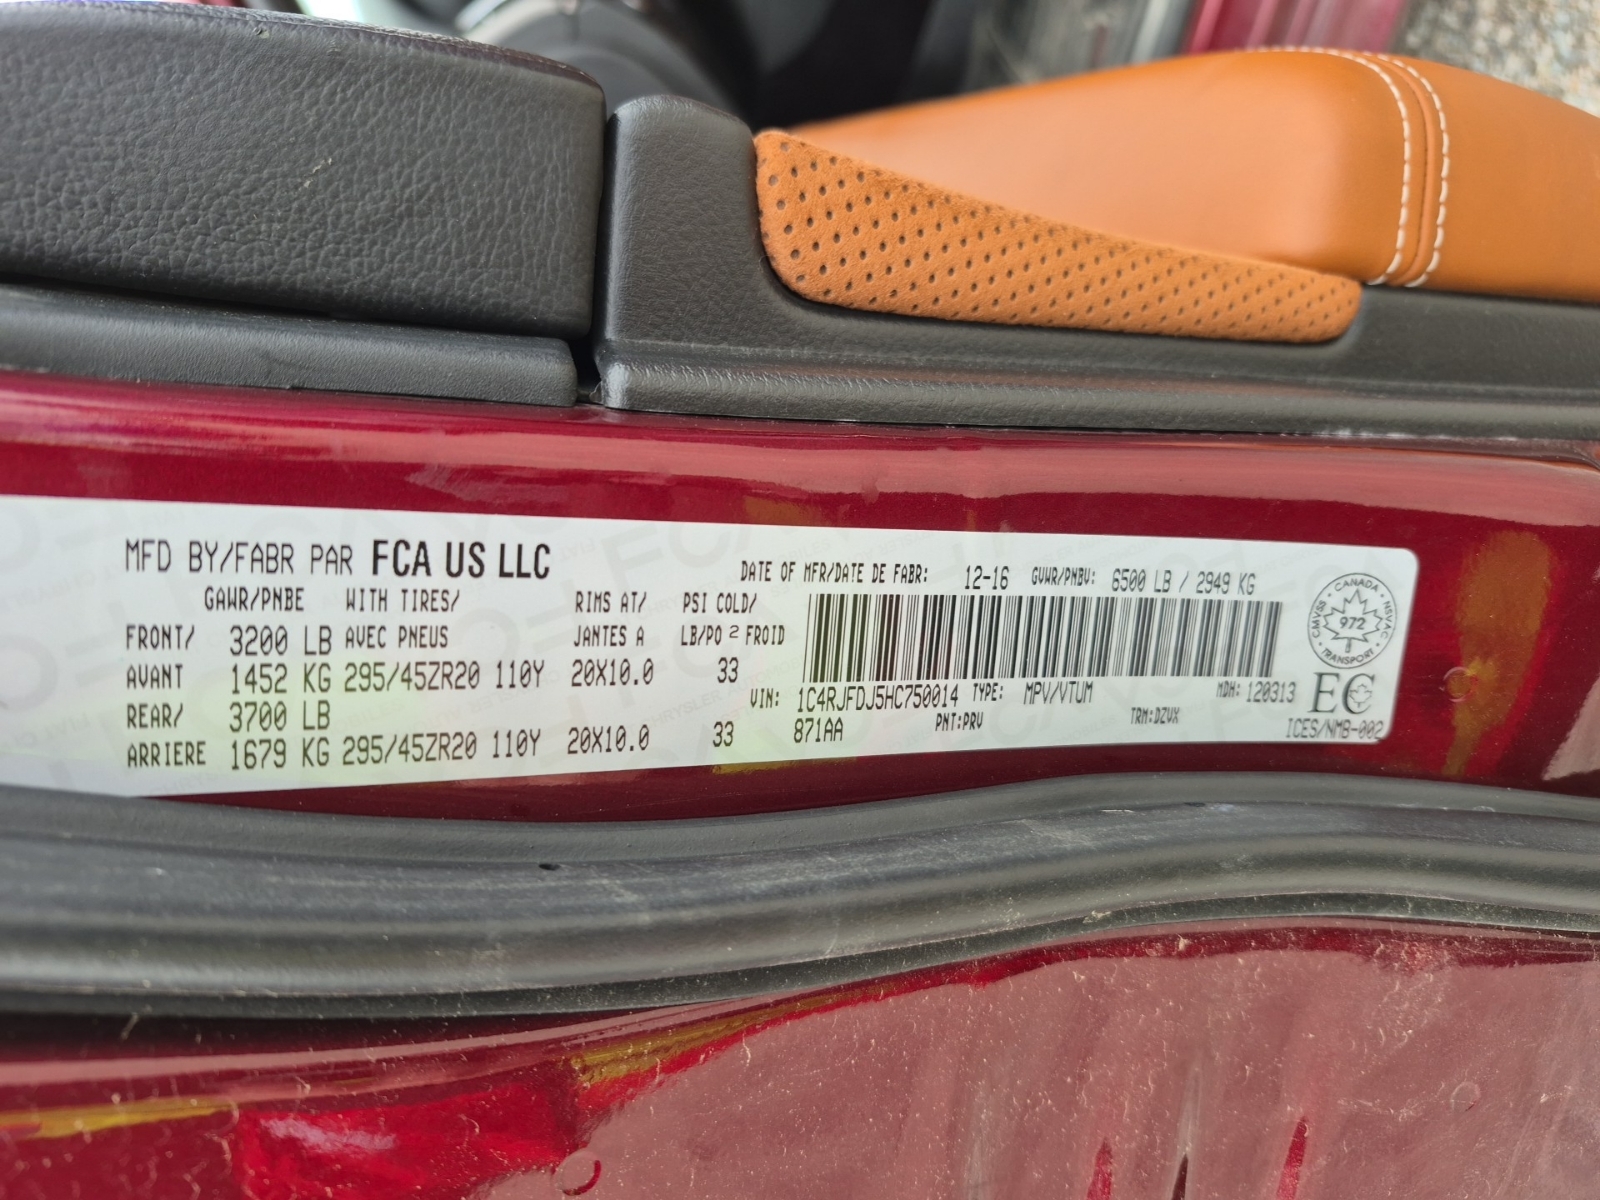 MFD BY/FABR PAR FCA US LLC
DATE OF MFR/DATE DE FABR: 12-16 GVWR/PNBV: 6500 LB / 2949 KG
GAWR/PNBE WITH TIRES/ RIMS AT/ PSI COLD/
FRONT/ 3200 LB AVEC PNEUS JANTES A LB/PO 2 FROID
AVANT 1452 KG 295/45ZR20 110Y 20X10.0 33
REAR/ 3700 LB
ARRIERE 1679 KG 295/45ZR20 110Y 20X10.0 33
VIN: 1C4RJFDJ5HC750014 TYPE: MPV/VTUM MDH: 120313
871AA PNT:PRV TRM:DZVX
CANADA
CMVSS 972 NSVAC
TRANSPORT
EC
ICES/NMB-002